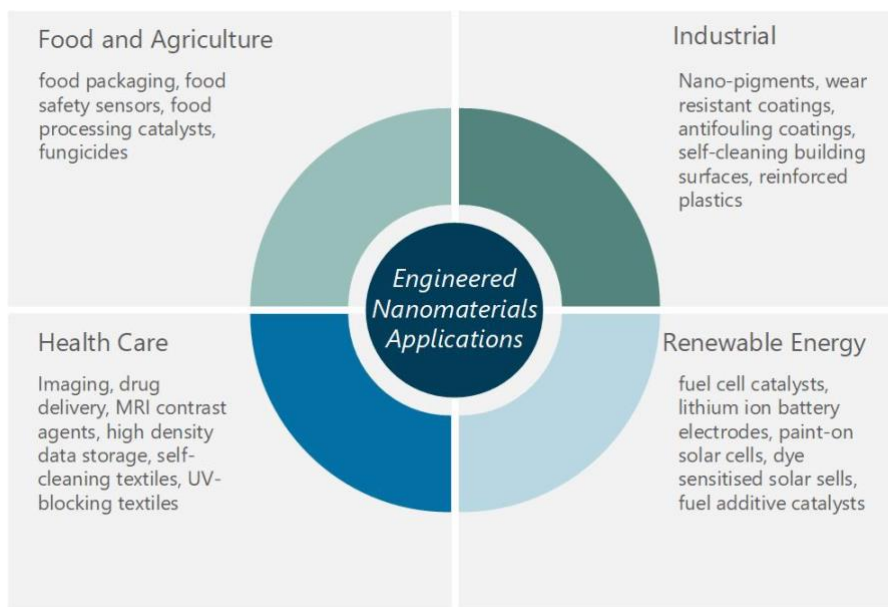 Food and Agriculture
food packaging, food
safety sensors, food
processing catalysts,
fungicides
Industrial
Nano-pigments, wear
resistant coatings,
antifouling coatings,
self-cleaning building
surfaces, reinforced
plastics
Engineered
Nanomaterials
Applications
Health Care
Imaging, drug
delivery, MRI contrast
agents, high density
data storage, self-
cleaning textiles, UV-
blocking textiles
Renewable Energy
fuel cell catalysts,
lithium ion battery
electrodes, paint-on
solar cells, dye
sensitised solar sells,
fuel additive catalysts